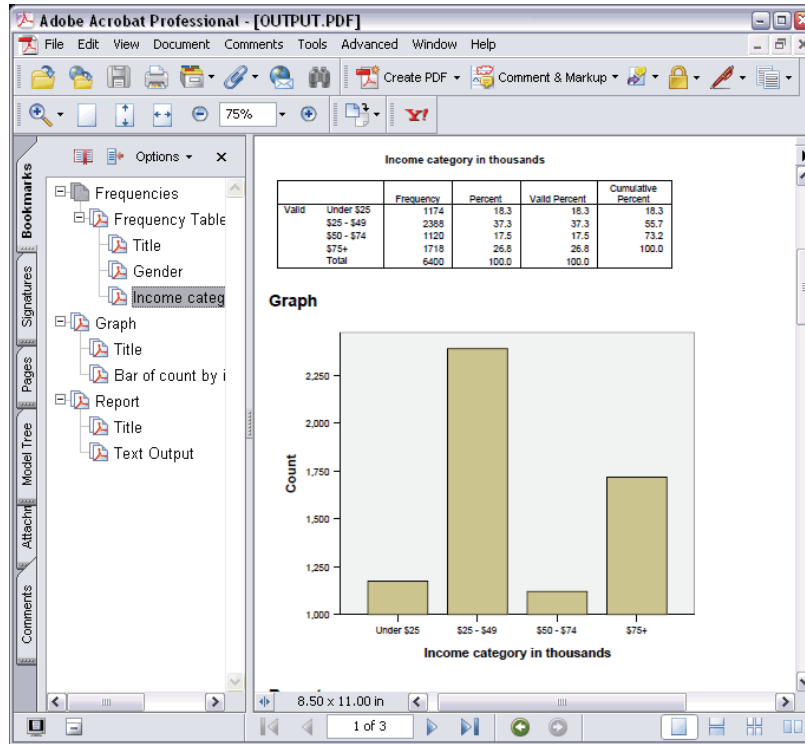 Adobe Acrobat Professional - [OUTPUT.PDF]
File Edit View Document Comments Tools Advanced Window Help
Create PDF Comment & Markup
75% Y!
Bookmarks
Signatures
Pages
Model Tree
Attachm
Comments
Options x
Frequencies
Frequency Table
Title
Gender
Income categ
Graph
Title
Bar of count by i
Report
Title
Text Output
Income category in thousands
Frequency Percent Valid Percent Cumulative Percent
Valid Under $25 1174 18.3 18.3 18.3
$25 - $49 2388 37.3 37.3 55.7
$50 - $74 1120 17.5 17.5 73.2
$75+ 1718 26.8 26.8 100.0
Total 6400 100.0 100.0
Graph
2,250
2,000
1,750
1,500
1,250
1,000
Count
Under $25 $25 - $49 $50 - $74 $75+
Income category in thousands
8.50 x 11.00 in
1 of 3